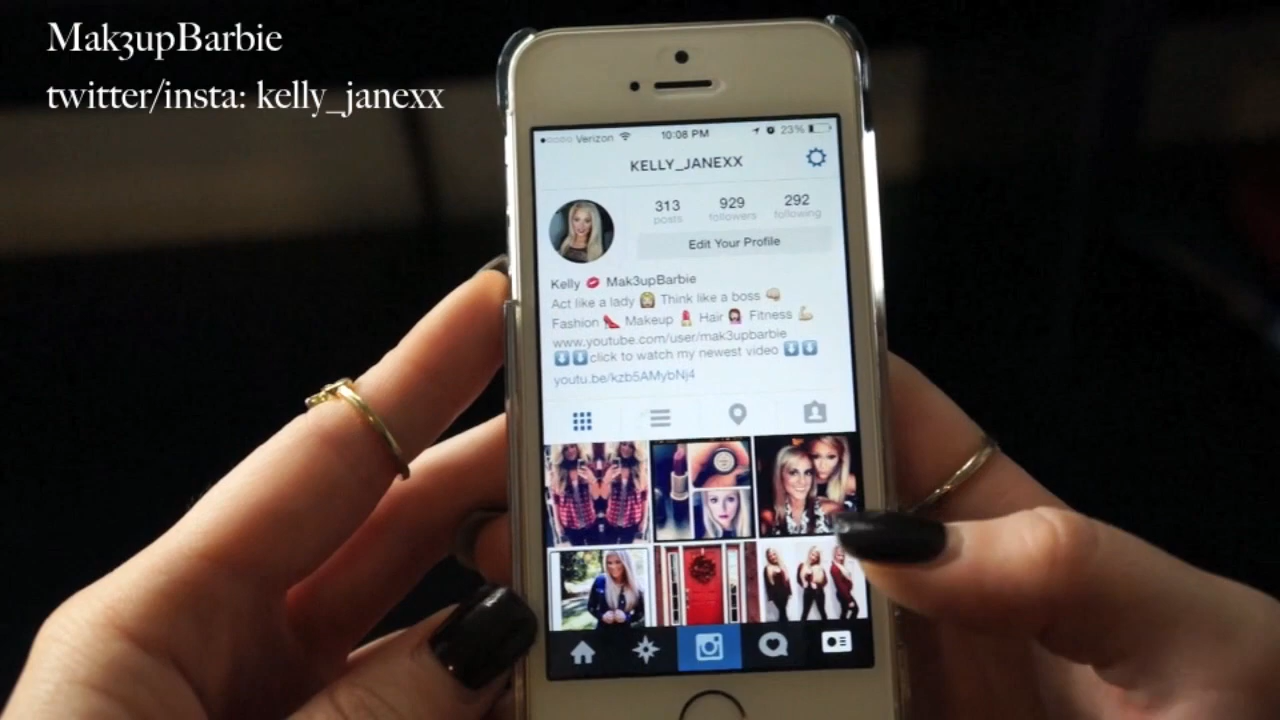 Mak3upBarbie
twitter/insta: kelly_janexx
Verizon 10:08 PM 23%
KELLY_JANEXX
313 929 292
posts followers following
Edit Your Profile
Kelly 💋 Mak3upBarbie
Act like a lady 👸 Think like a boss 👊
Fashion 👠 Makeup 💄 Hair 💇 Fitness 💪
www.youtube.com/user/mak3upbarbie
⬇️⬇️click to watch my newest video ⬇️⬇️
youtu.be/kzb5AMybNj4